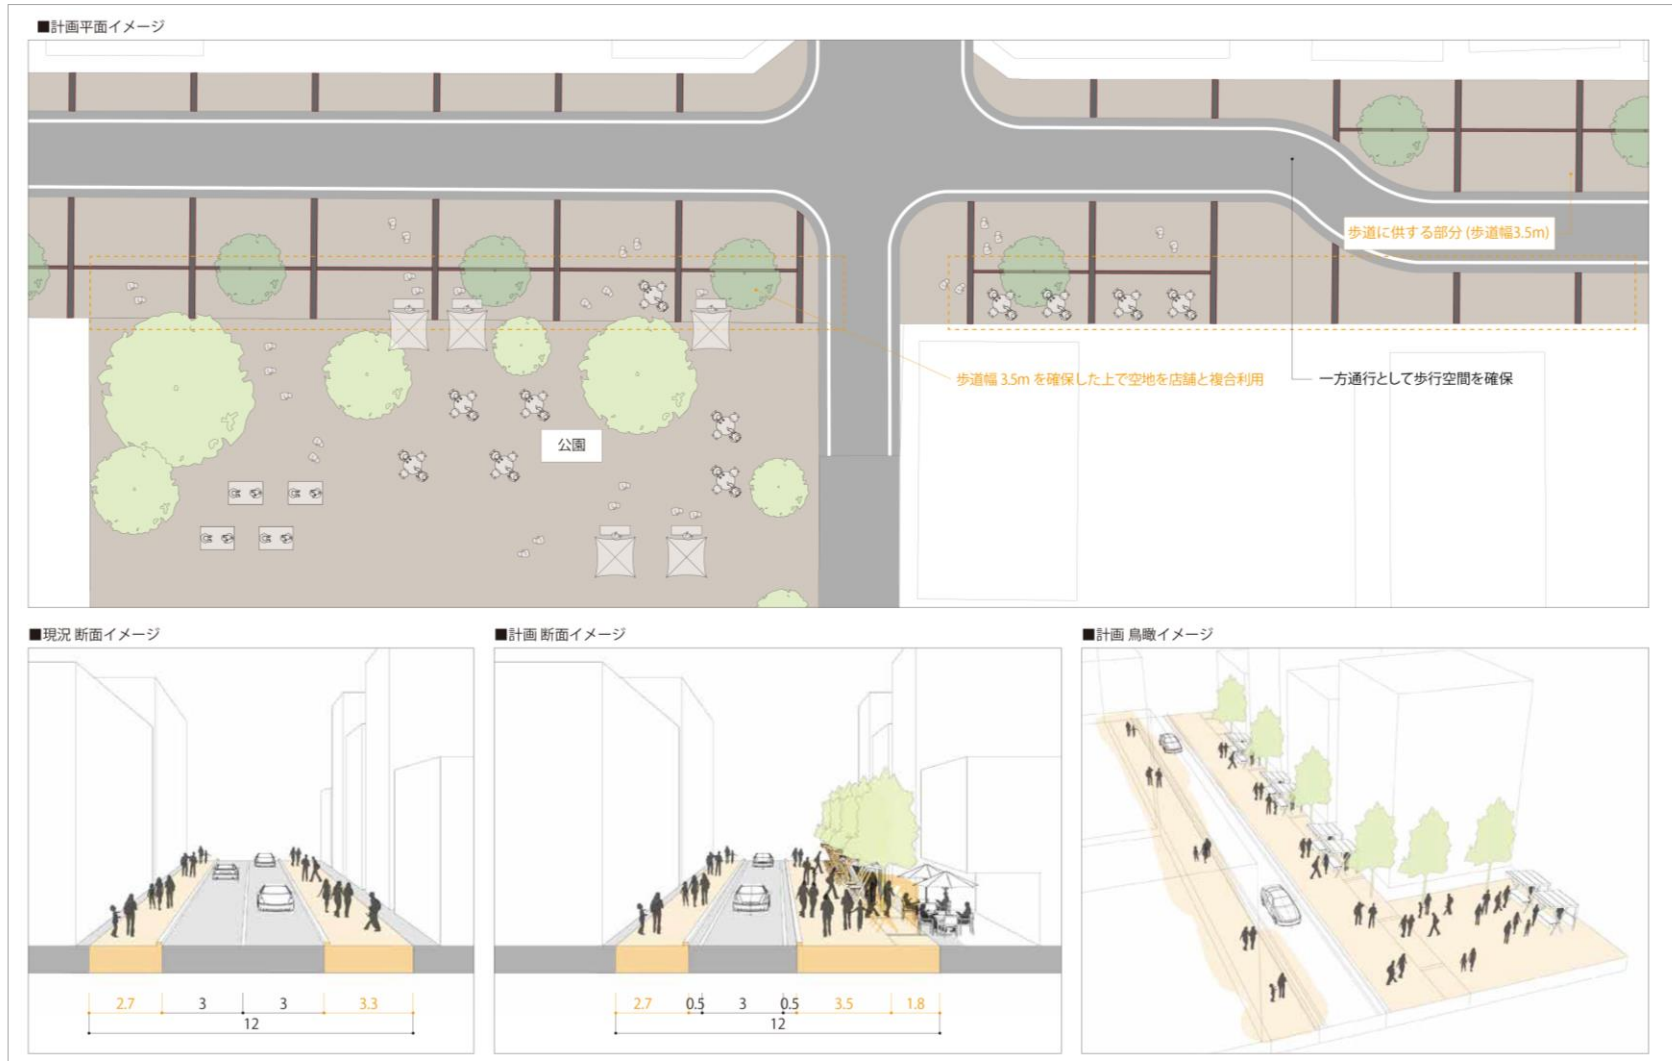 ■計画平面イメージ
歩道に供する部分 (歩道幅3.5m)
歩道幅 3.5m を確保した上で空地を店舗と複合利用
一方通行として歩行空間を確保
公園
■現況 断面イメージ
2.7 3 3 3.3
12
■計画 断面イメージ
2.7 0.5 3 0.5 3.5 1.8
12
■計画 鳥瞰イメージ